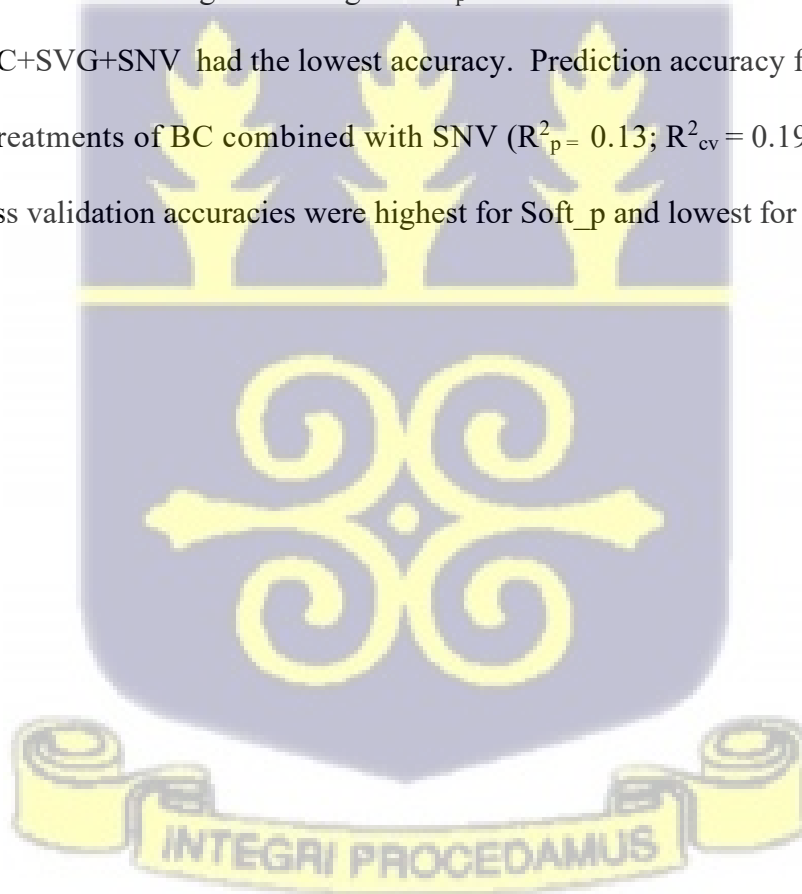 C+SVG+SNV had the lowest accuracy. Prediction accuracy f
reatments of BC combined with SNV (R²p = 0.13; R²cv = 0.19
ss validation accuracies were highest for Soft_p and lowest for
INTEGRI PROCEDAMUS